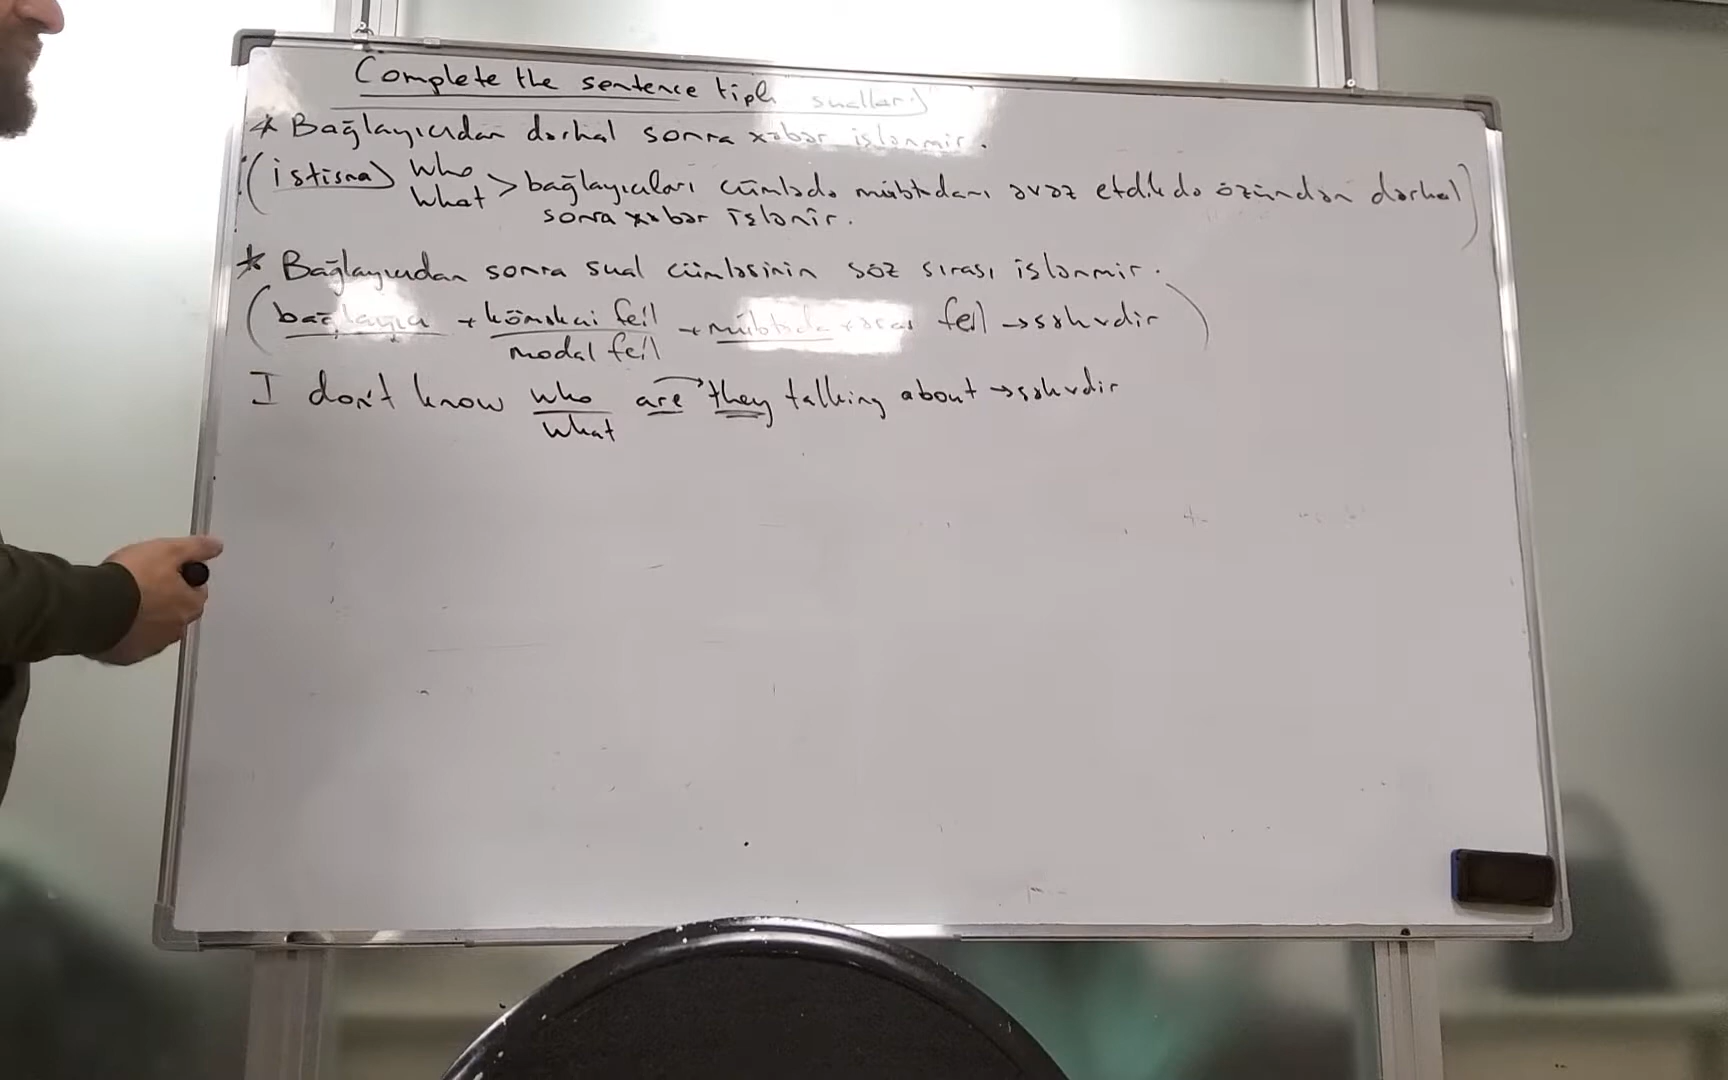 Complete the sentence tipli sualları
* Bağlayıcıdan dərhal sonra xəbər işlənmir.
(istisna) who
what > bağlayıcıları cümlədə mübtədanı əvəz etdikdə özündən dərhal
sonra xəbər işlənir.)
* Bağlayıcıdan sonra sual cümləsinin söz sırası işlənmir.
(bağlayıcı + köməkçi feil + mübtəda + əsas feil → səhvdir)
modal feil
I don't know who are they talking about → səhvdir
what